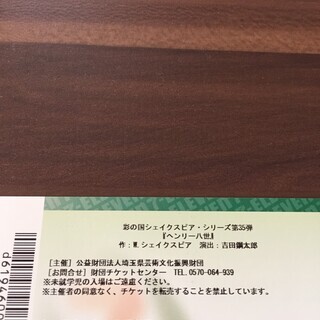 彩の国シェイクスピア・シリーズ第35弾
『ヘンリー八世』
作：W.シェイクスピア　演出：吉田鋼太郎
［主催］公益財団法人埼玉県芸術文化振興財団
［お問合せ］財団チケットセンター　TEL.0570-064-939
※未就学児の入場はご遠慮ください。
※主催者の同意なく、チケットを転売することを禁止しています。